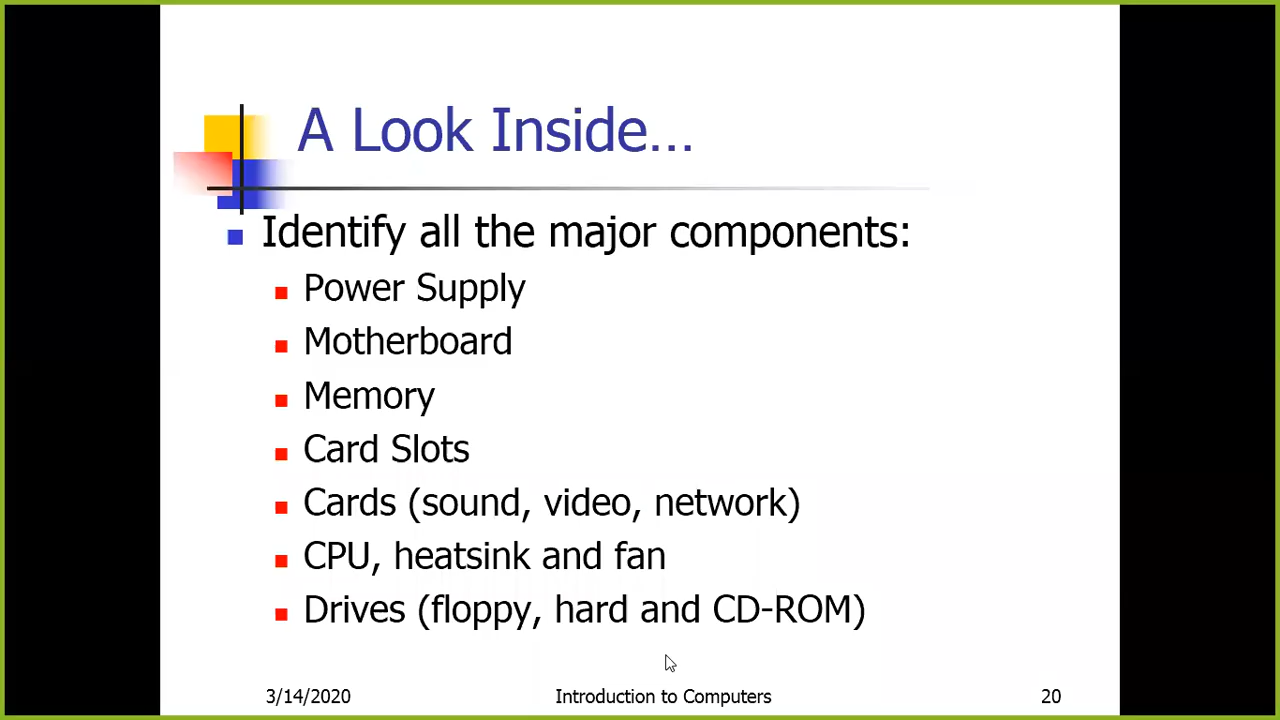 A Look Inside...
Identify all the major components:
Power Supply
Motherboard
Memory
Card Slots
Cards (sound, video, network)
CPU, heatsink and fan
Drives (floppy, hard and CD-ROM)
3/14/2020 Introduction to Computers 20